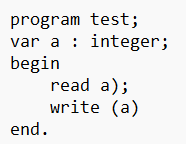 program test;
var a : integer;
begin
    read a);
    write (a)
end.